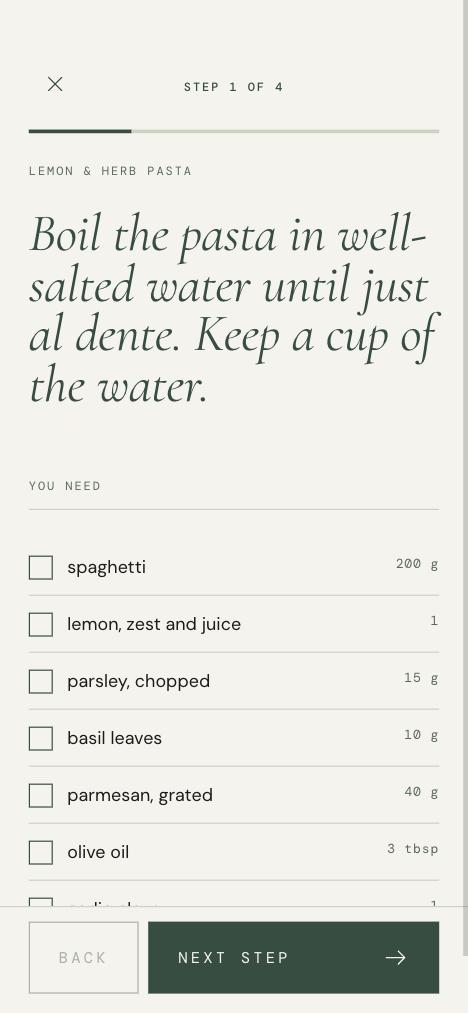 STEP 1 OF 4
LEMON & HERB PASTA
Boil the pasta in well-
salted water until just
al dente. Keep a cup of
the water.
YOU NEED
spaghetti 200 g
lemon, zest and juice 1
parsley, chopped 15 g
basil leaves 10 g
parmesan, grated 40 g
olive oil 3 tbsp
1
BACK NEXT STEP →